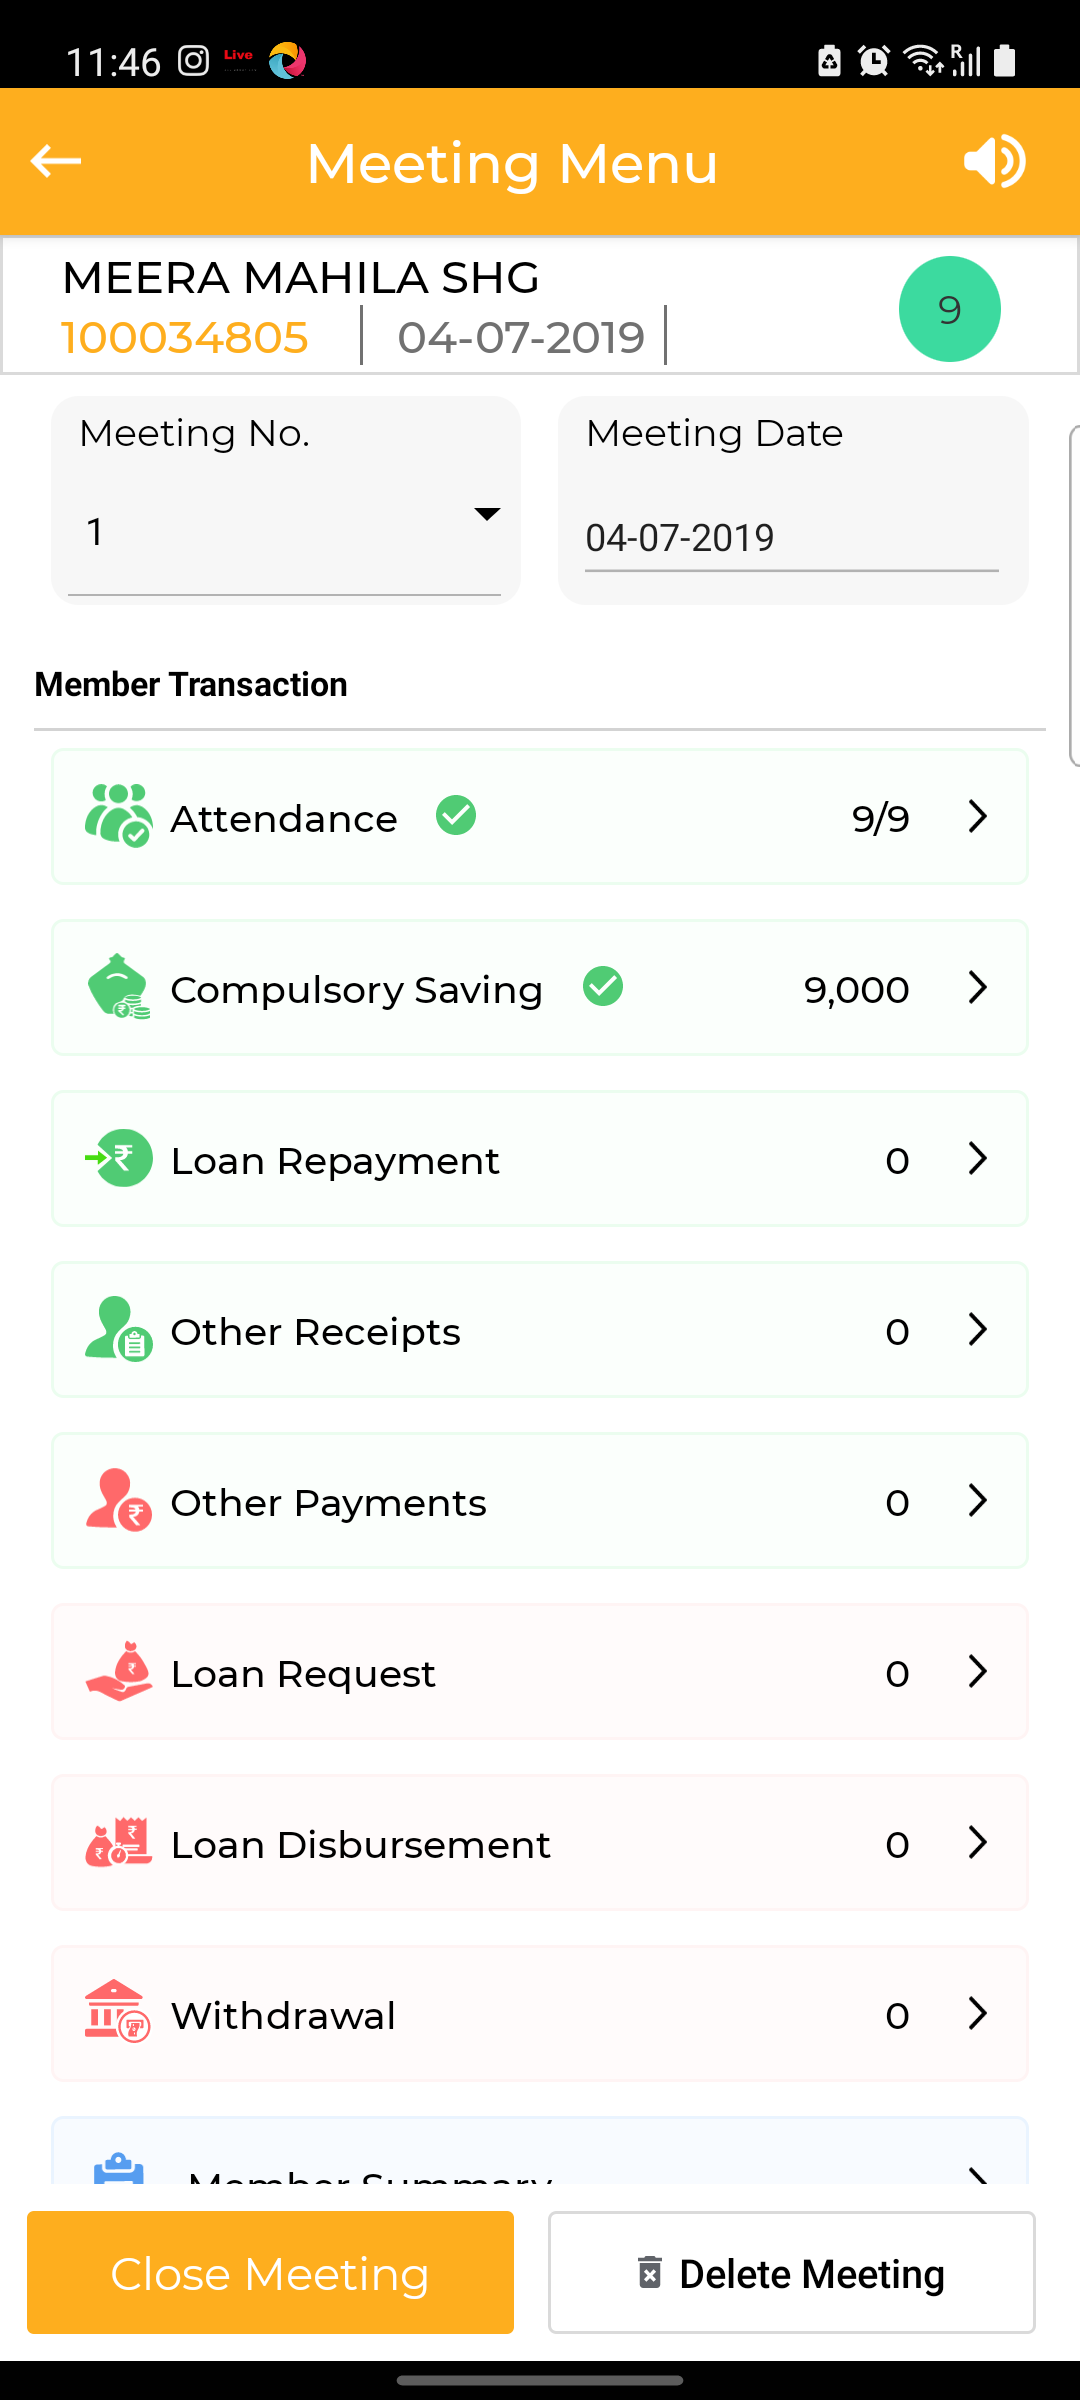 11:46 Live
Meeting Menu
MEERA MAHILA SHG
100034805 04-07-2019
9
Meeting No.
1
Meeting Date
04-07-2019
Member Transaction
Attendance 9/9
Compulsory Saving 9,000
Loan Repayment 0
Other Receipts 0
Other Payments 0
Loan Request 0
Loan Disbursement 0
Withdrawal 0
Member Summary
Close Meeting
Delete Meeting